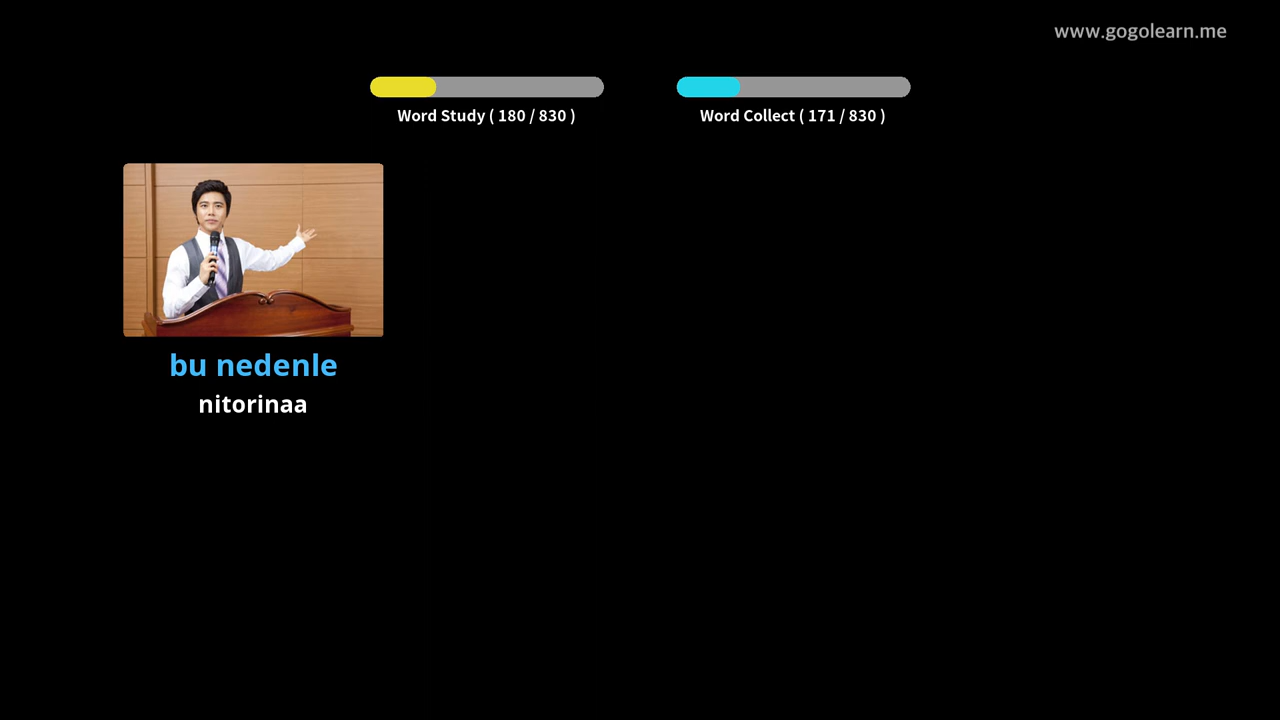 www.gogolearn.me
Word Study ( 180 / 830 )
Word Collect ( 171 / 830 )
bu nedenle
nitorinaa